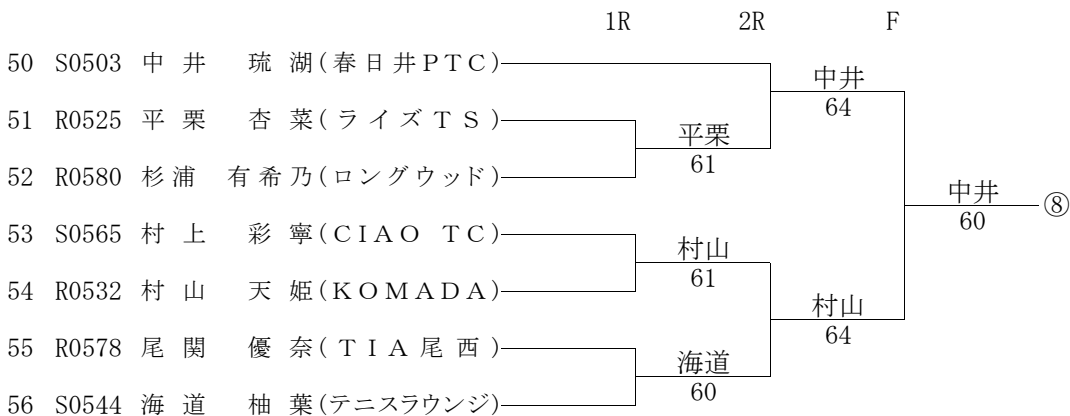 1R 2R F
50 S0503 中井 琉湖(春日井PTC)
中井
64
51 R0525 平栗 杏菜(ライズTS)
平栗
61
52 R0580 杉浦 有希乃(ロングウッド)
中井
60
⑧
53 S0565 村上 彩寧(CIAO TC)
村山
61
54 R0532 村山 天姫(KOMADA)
村山
64
55 R0578 尾関 優奈(TIA尾西)
海道
60
56 S0544 海道 柚葉(テニスラウンジ)